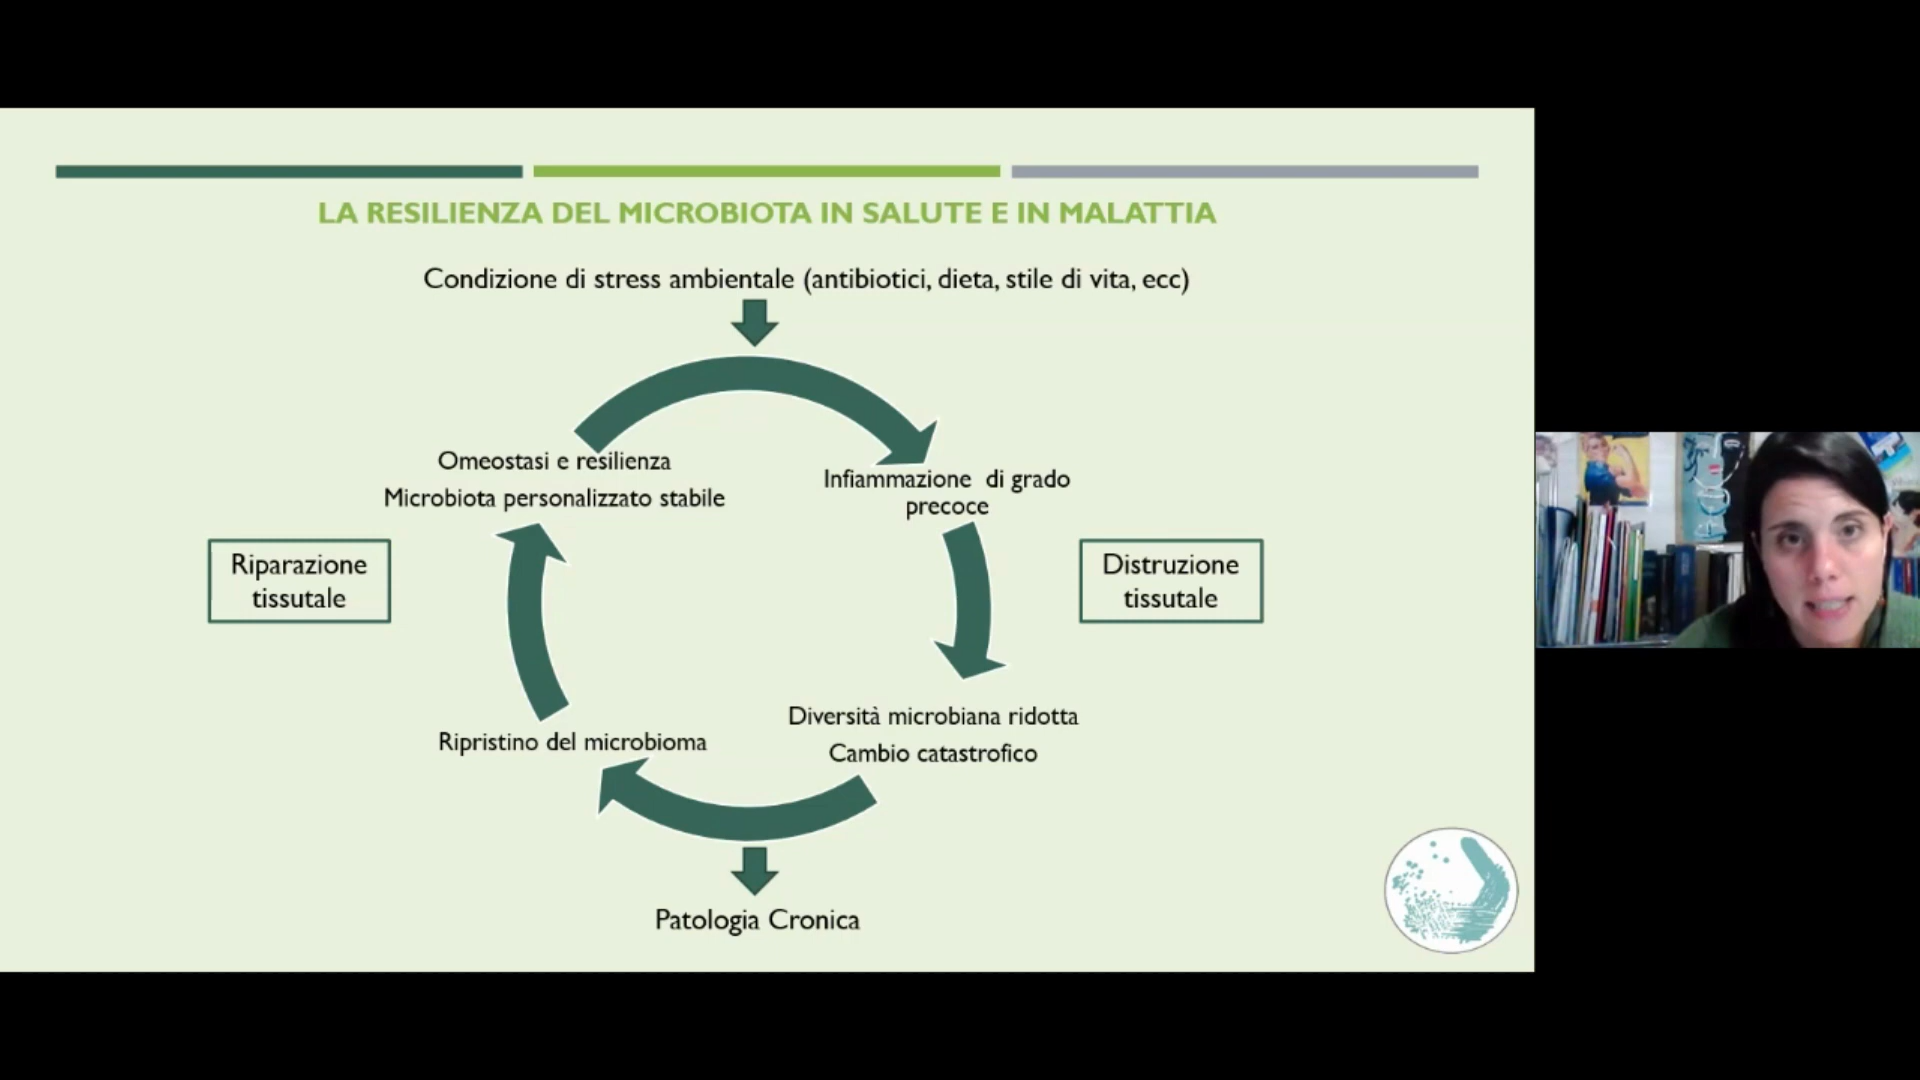 LA RESILIENZA DEL MICROBIOTA IN SALUTE E IN MALATTIA
Condizione di stress ambientale (antibiotici, dieta, stile di vita, ecc)
Omeostasi e resilienza
Microbiota personalizzato stabile
Infiammazione  di grado
precoce
Riparazione
tissutale
Distruzione
tissutale
Diversità microbiana ridotta
Cambio catastrofico
Ripristino del microbioma
Patologia Cronica